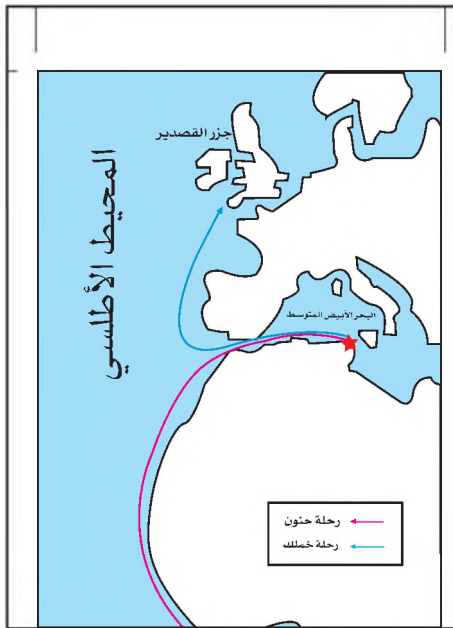 جزر القصدير
المحيط الأطلسي
البحر الأبيض المتوسط
رحلة حنون
رحلة خملك